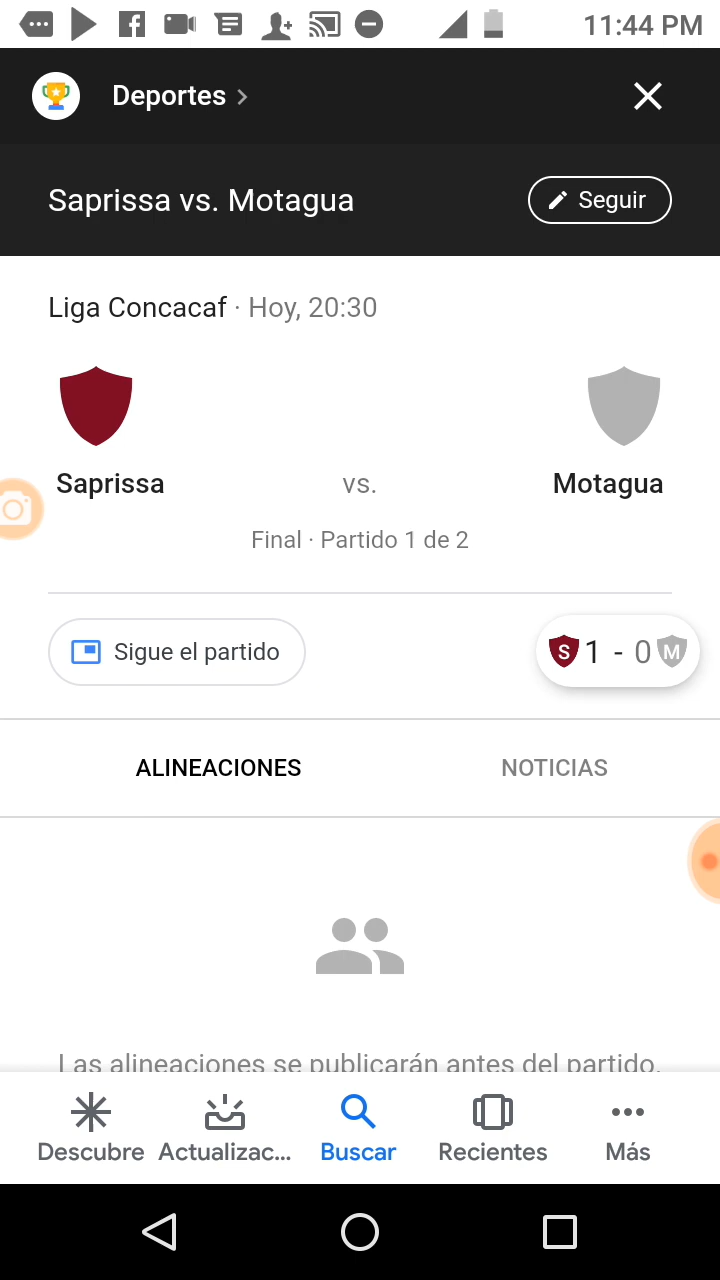 11:44 PM
Deportes
Saprissa vs. Motagua
Seguir
Liga Concacaf · Hoy, 20:30
Saprissa vs. Motagua
Final · Partido 1 de 2
Sigue el partido
S 1 - 0 M
ALINEACIONES NOTICIAS
Las alineaciones se publicarán antes del partido.
Descubre Actualizac... Buscar Recientes Más